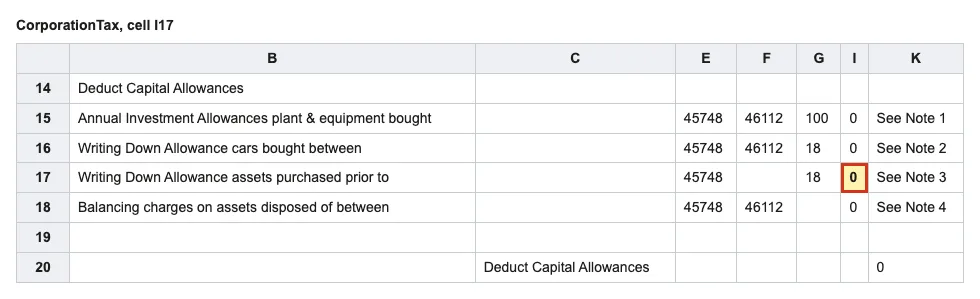 CorporationTax, cell I17
B C E F G I K
14 Deduct Capital Allowances
15 Annual Investment Allowances plant & equipment bought 45748 46112 100 0 See Note 1
16 Writing Down Allowance cars bought between 45748 46112 18 0 See Note 2
17 Writing Down Allowance assets purchased prior to 45748 18 0 See Note 3
18 Balancing charges on assets disposed of between 45748 46112 0 See Note 4
19
20 Deduct Capital Allowances 0